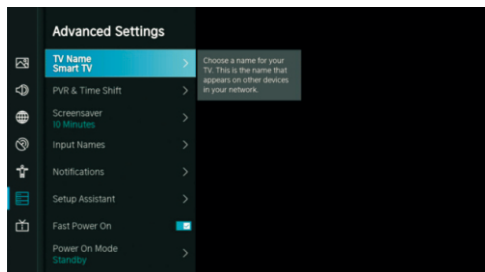 Advanced Settings
TV Name
Smart TV
Choose a name for your
TV. This is the name that
appears on other devices
in your network.
PVR & Time Shift
Screensaver
10 Minutes
Input Names
Notifications
Setup Assistant
Fast Power On
Power On Mode
Standby